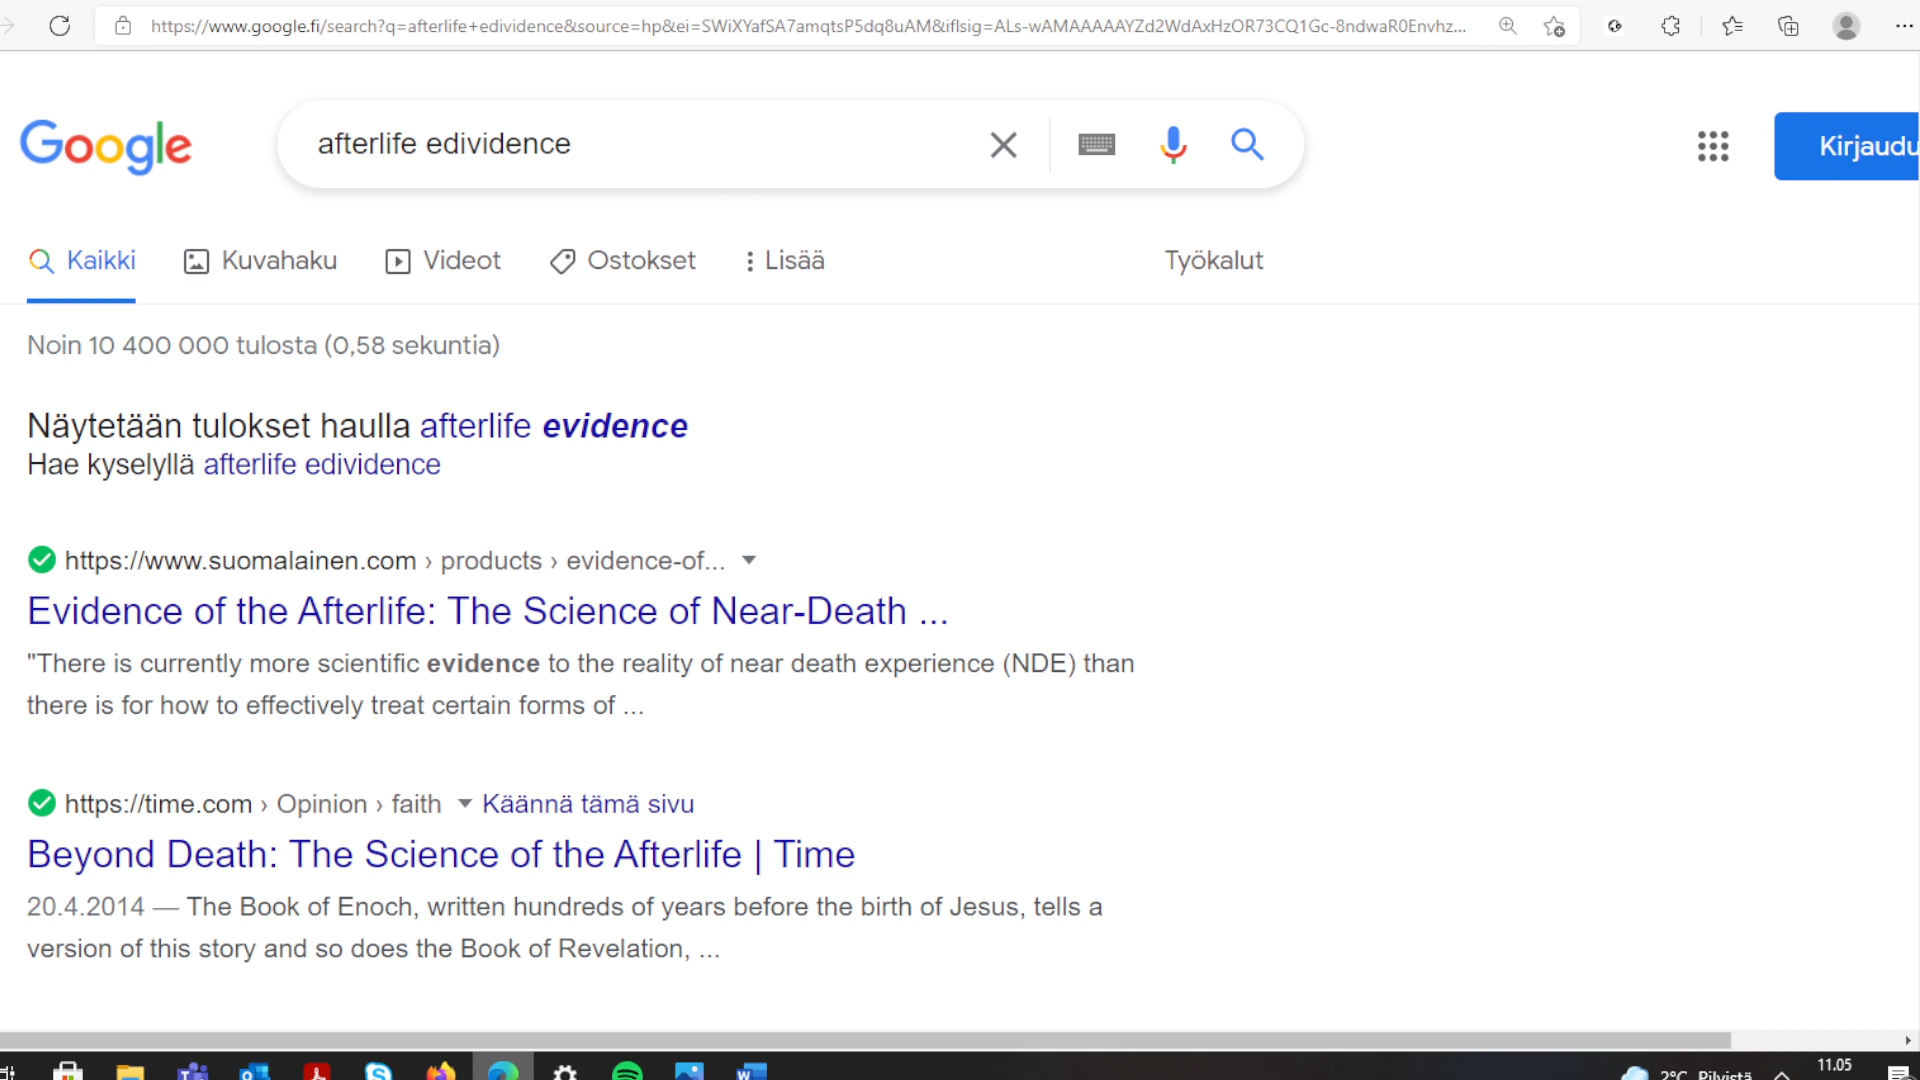 https://www.google.fi/search?q=afterlife+edividence&source=hp&ei=SWiXYafSA7amqtsP5dq8uAM&iflsig=ALs-wAMAAAAAYZd2WdAxHzOR73CQ1Gc-8ndwaR0Envhz...
Google
afterlife edividence
Kirjaudu
Kaikki Kuvahaku Videot Ostokset Lisää Työkalut
Noin 10 400 000 tulosta (0,58 sekuntia)
Näytetään tulokset haulla afterlife evidence
Hae kyselyllä afterlife edividence
https://www.suomalainen.com › products › evidence-of...
Evidence of the Afterlife: The Science of Near-Death ...
"There is currently more scientific evidence to the reality of near death experience (NDE) than
there is for how to effectively treat certain forms of ...
https://time.com › Opinion › faith Käännä tämä sivu
Beyond Death: The Science of the Afterlife | Time
20.4.2014 — The Book of Enoch, written hundreds of years before the birth of Jesus, tells a
version of this story and so does the Book of Revelation, ...
2°C Pilvistä
11.05